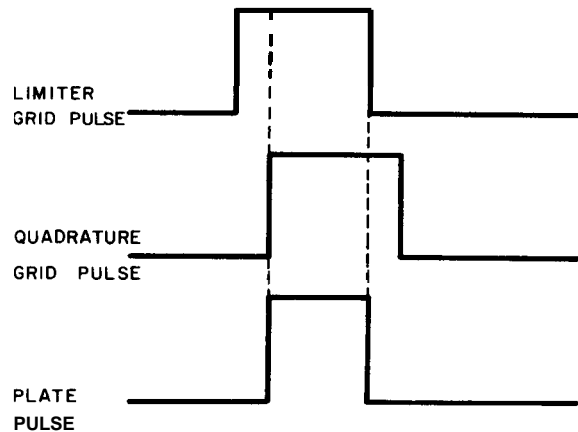 LIMITER
GRID PULSE
QUADRATURE
GRID PULSE
PLATE
PULSE